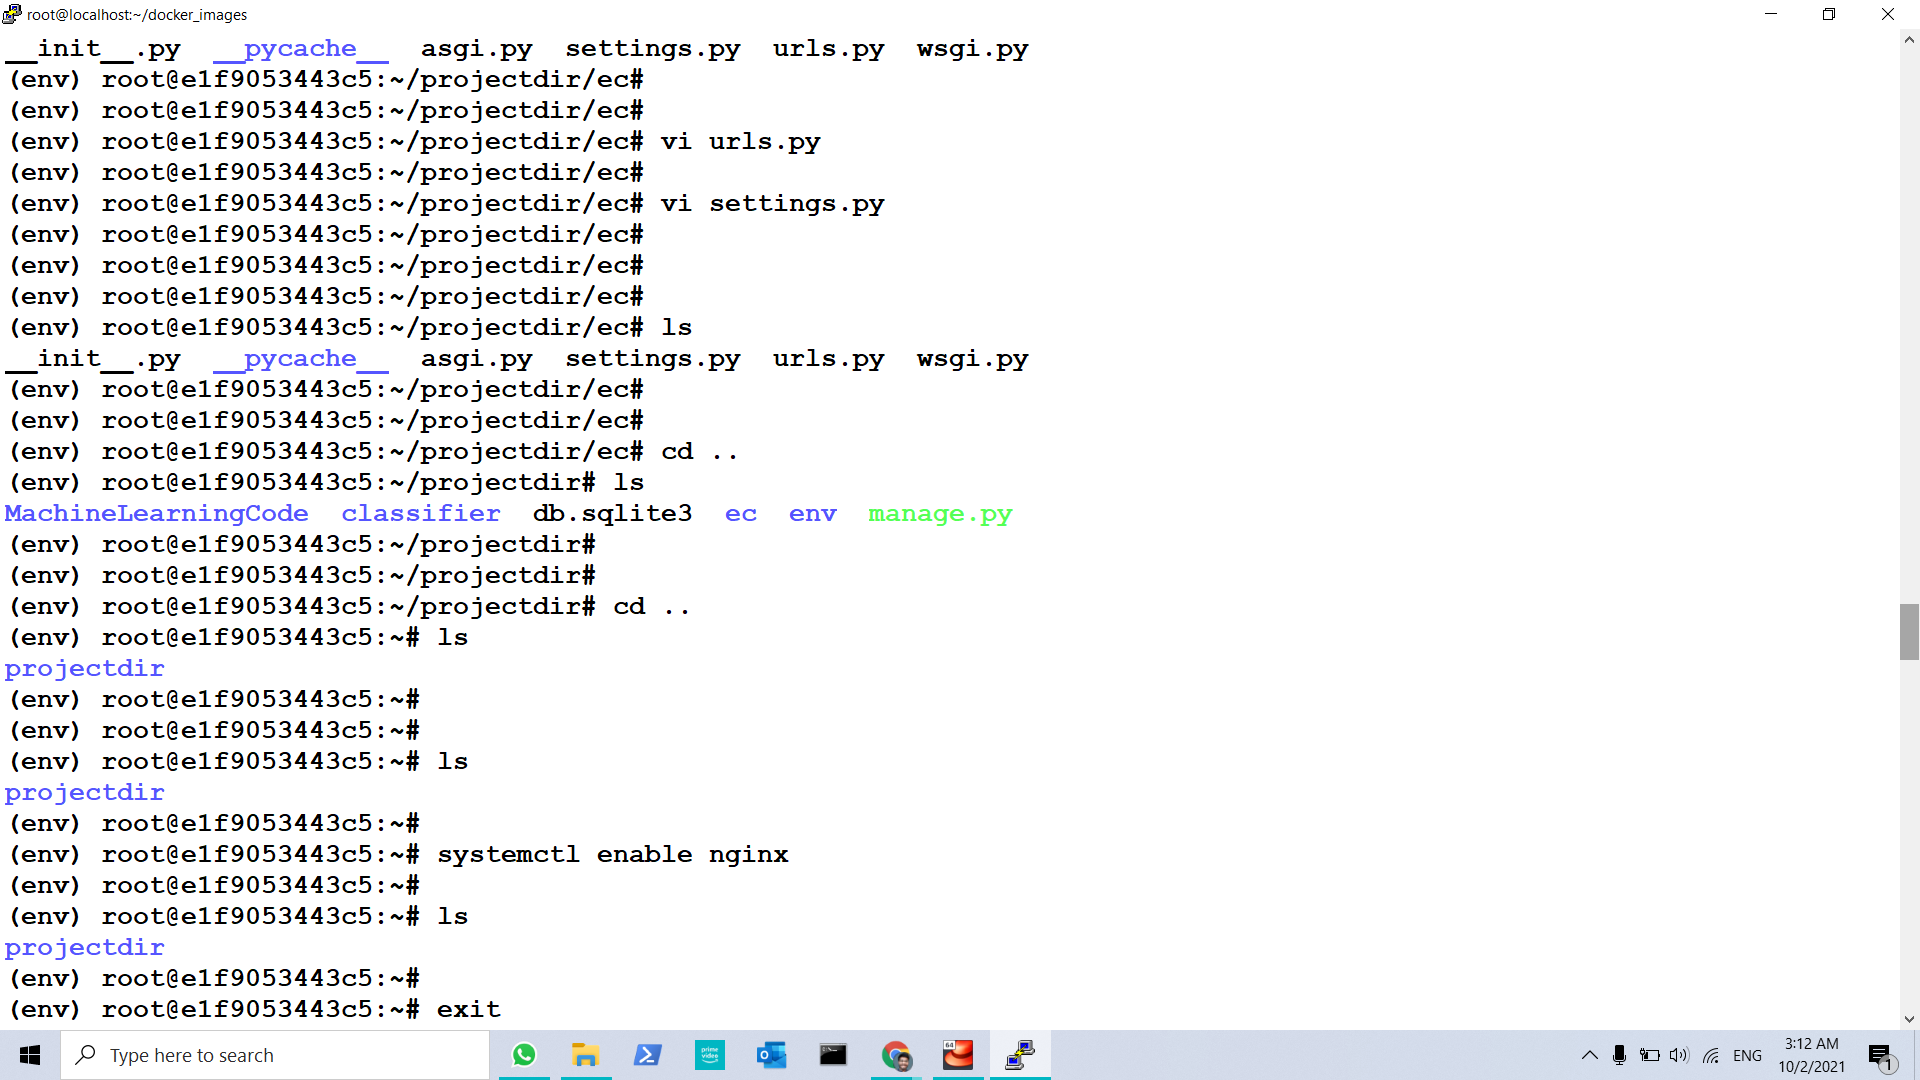 root@localhost:~/docker_images
__init__.py  __pycache__  asgi.py  settings.py  urls.py  wsgi.py
(env) root@e1f9053443c5:~/projectdir/ec#
(env) root@e1f9053443c5:~/projectdir/ec#
(env) root@e1f9053443c5:~/projectdir/ec# vi urls.py
(env) root@e1f9053443c5:~/projectdir/ec#
(env) root@e1f9053443c5:~/projectdir/ec# vi settings.py
(env) root@e1f9053443c5:~/projectdir/ec#
(env) root@e1f9053443c5:~/projectdir/ec#
(env) root@e1f9053443c5:~/projectdir/ec#
(env) root@e1f9053443c5:~/projectdir/ec# ls
__init__.py  __pycache__  asgi.py  settings.py  urls.py  wsgi.py
(env) root@e1f9053443c5:~/projectdir/ec#
(env) root@e1f9053443c5:~/projectdir/ec#
(env) root@e1f9053443c5:~/projectdir/ec# cd ..
(env) root@e1f9053443c5:~/projectdir# ls
MachineLearningCode  classifier  db.sqlite3  ec  env  manage.py
(env) root@e1f9053443c5:~/projectdir#
(env) root@e1f9053443c5:~/projectdir#
(env) root@e1f9053443c5:~/projectdir# cd ..
(env) root@e1f9053443c5:~# ls
projectdir
(env) root@e1f9053443c5:~#
(env) root@e1f9053443c5:~#
(env) root@e1f9053443c5:~# ls
projectdir
(env) root@e1f9053443c5:~#
(env) root@e1f9053443c5:~# systemctl enable nginx
(env) root@e1f9053443c5:~#
(env) root@e1f9053443c5:~# ls
projectdir
(env) root@e1f9053443c5:~#
(env) root@e1f9053443c5:~# exit
Type here to search
prime video
64
ENG
3:12 AM
10/2/2021
1